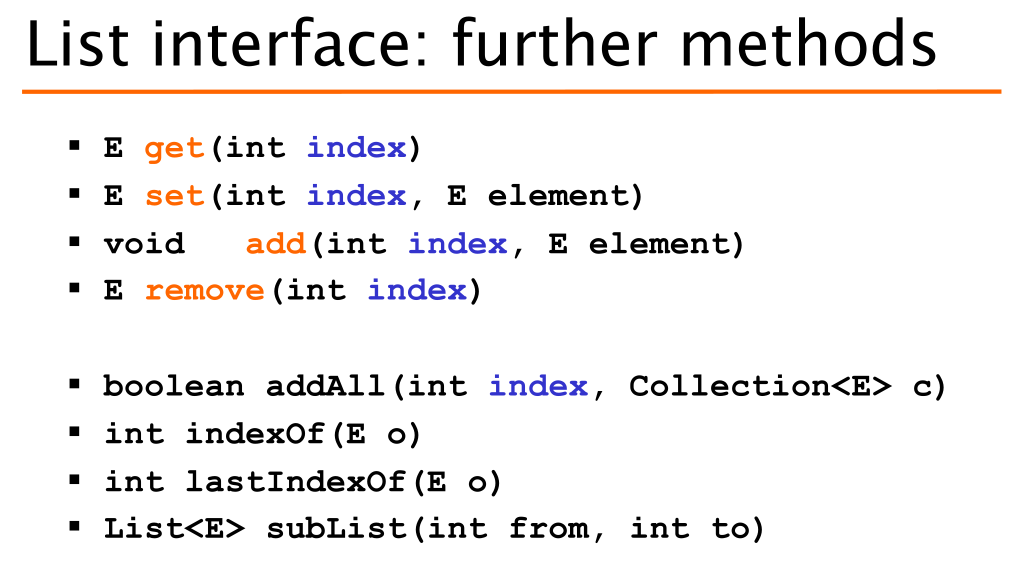 List interface: further methods
▪ E get(int index)
▪ E set(int index, E element)
▪ void   add(int index, E element)
▪ E remove(int index)
▪ boolean addAll(int index, Collection<E> c)
▪ int indexOf(E o)
▪ int lastIndexOf(E o)
▪ List<E> subList(int from, int to)